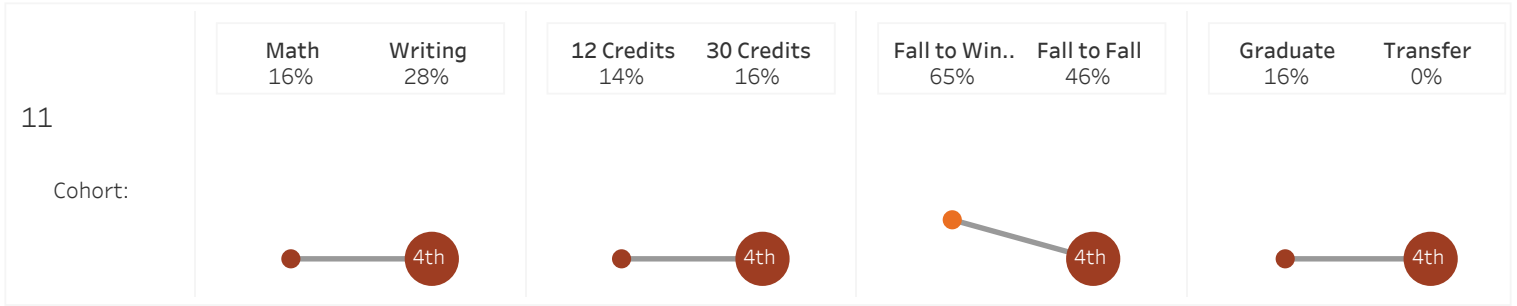 Math Writing
16% 28%
12 Credits 30 Credits
14% 16%
Fall to Win.. Fall to Fall
65% 46%
Graduate Transfer
16% 0%
11
Cohort:
4th
4th
4th
4th